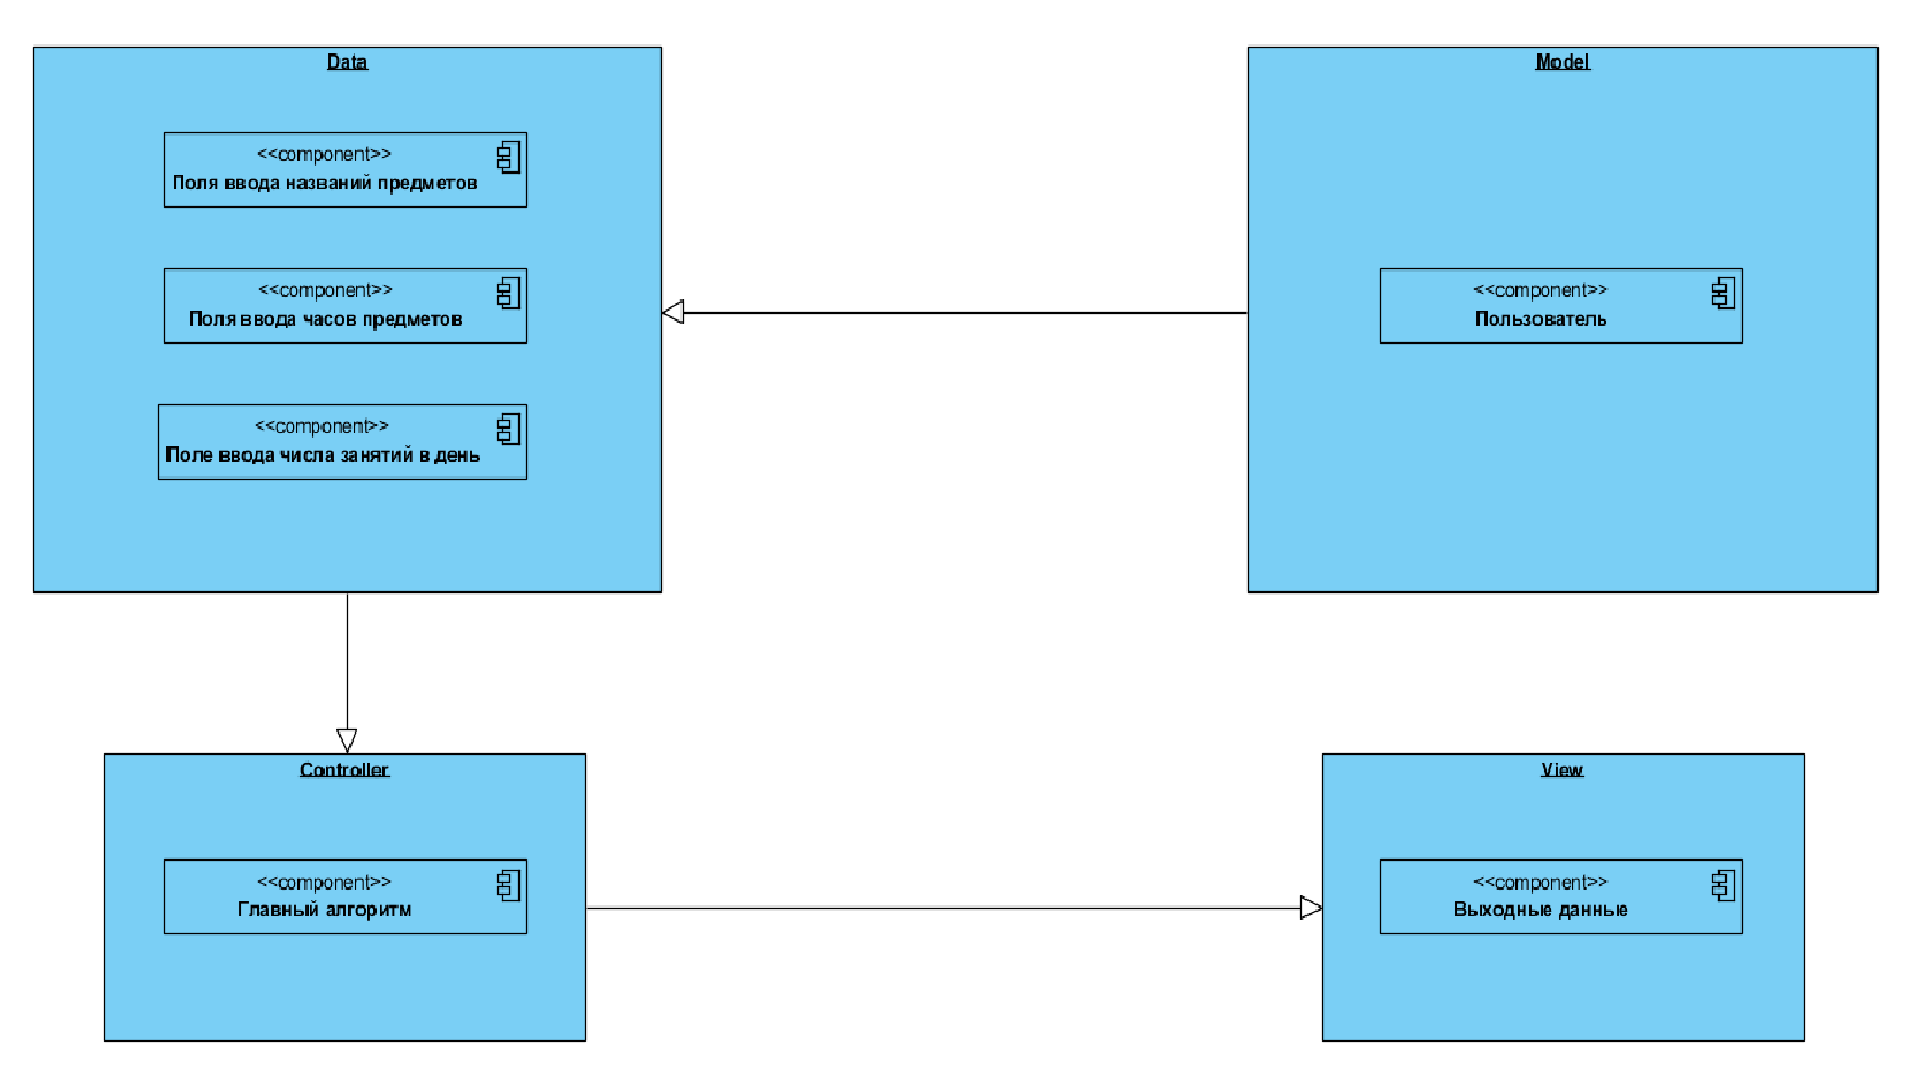 Data
<<component>>
Поля ввода названий предметов
<<component>>
Поля ввода часов предметов
<<component>>
Поле ввода числа занятий в день
Model
<<component>>
Пользователь
Controller
<<component>>
Главный алгоритм
View
<<component>>
Выходные данные